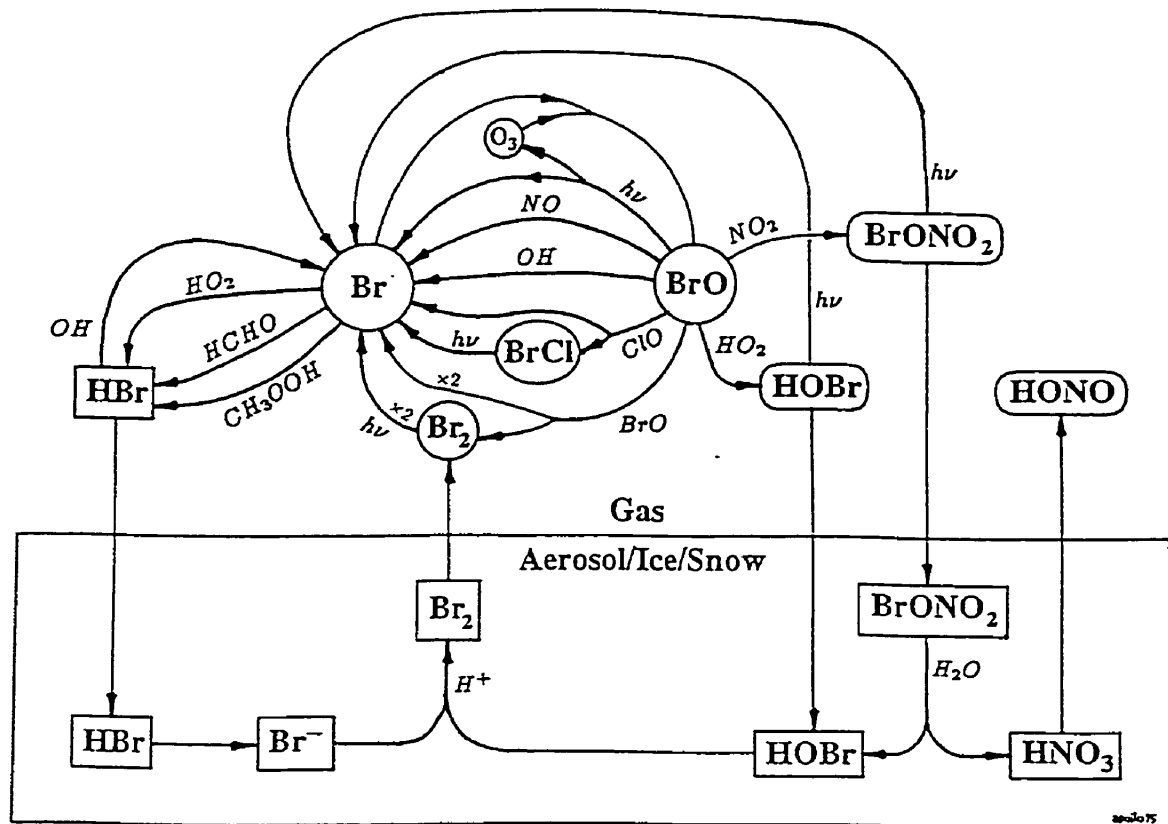 O₃
hν
hν
NO
NO₂
BrONO₂
OH
Br
BrO
HO₂
OH
HCHO
CH₃OOH
HBr
hν
BrCl
ClO
HO₂
hν
HOBr
HONO
×2
×2
hν
Br₂
BrO
Gas
Aerosol/Ice/Snow
Br₂
BrONO₂
H⁺
H₂O
HBr
Br⁻
HOBr
HNO₃